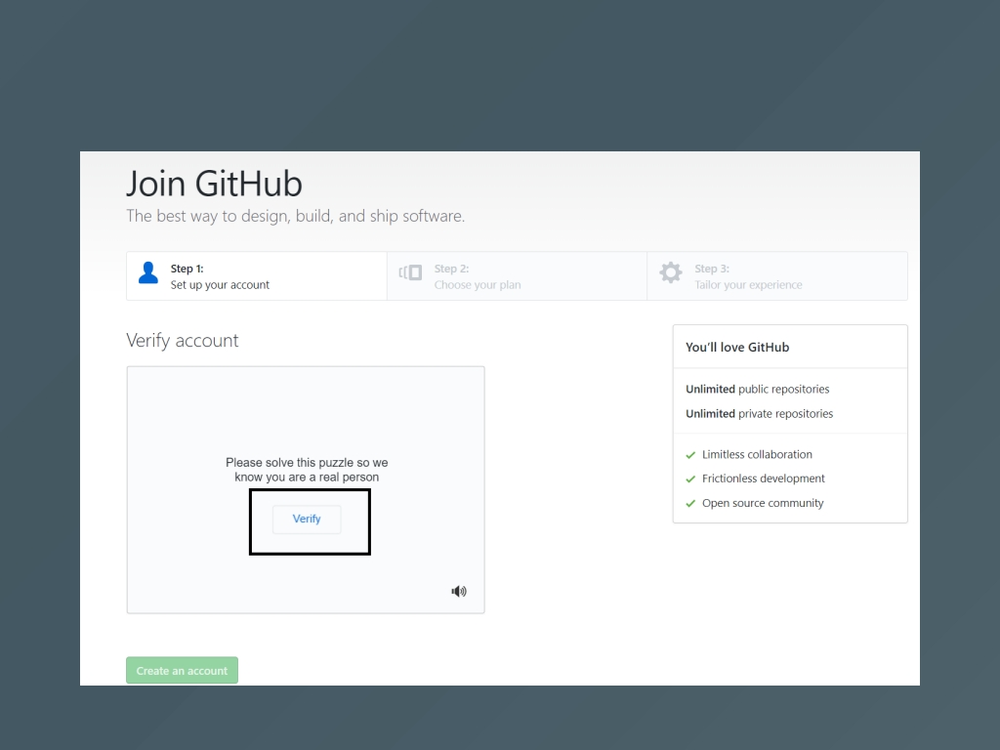 Join GitHub
The best way to design, build, and ship software.
Step 1:
Set up your account
Step 2:
Choose your plan
Step 3:
Tailor your experience
Verify account
Please solve this puzzle so we
know you are a real person
Verify
Create an account
You'll love GitHub
Unlimited public repositories
Unlimited private repositories
Limitless collaboration
Frictionless development
Open source community